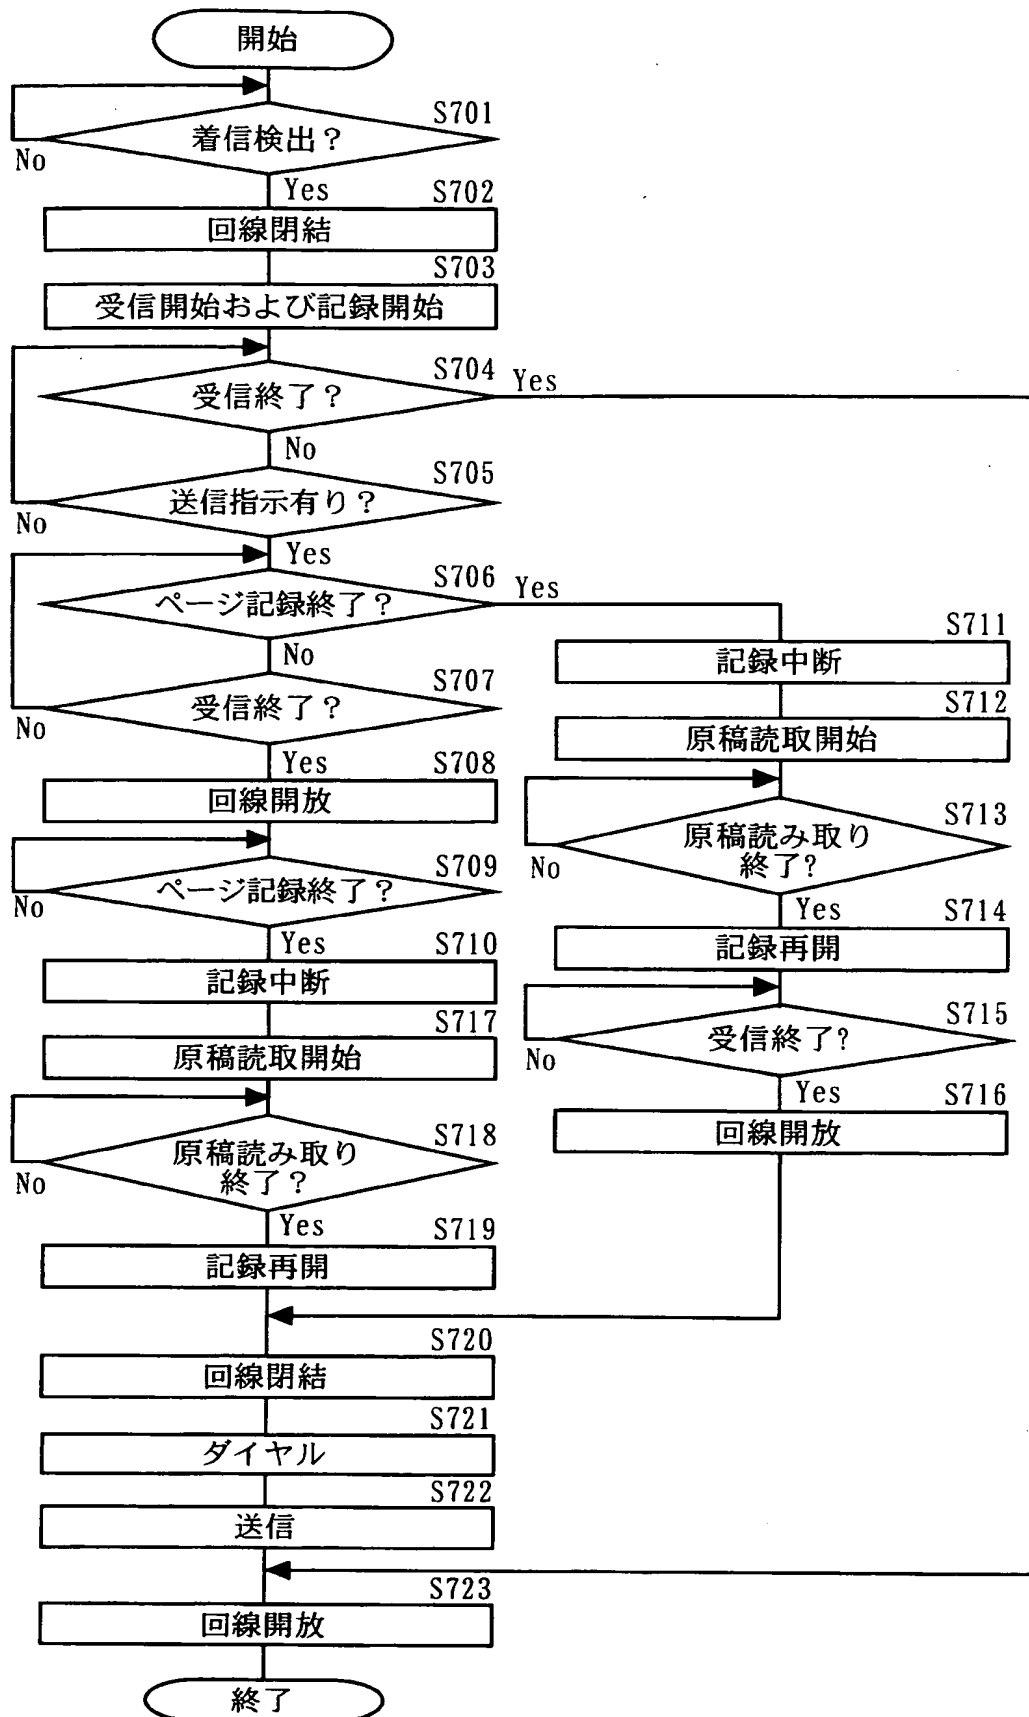 開始
S701
着信検出?
No
Yes
S702
回線閉結
S703
受信開始および記録開始
S704
受信終了?
Yes
No
S705
送信指示有り?
No
Yes
S706
ページ記録終了?
Yes
No
S707
受信終了?
No
Yes
S708
回線開放
S709
ページ記録終了?
No
Yes
S710
記録中断
S717
原稿読取開始
S718
原稿読み取り
終了?
No
Yes
S719
記録再開
S711
記録中断
S712
原稿読取開始
S713
原稿読み取り
終了?
No
Yes
S714
記録再開
S715
受信終了?
No
Yes
S716
回線開放
S720
回線閉結
S721
ダイヤル
S722
送信
S723
回線開放
終了